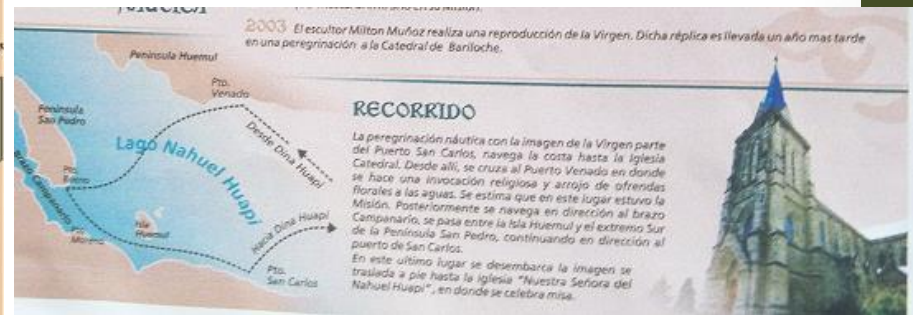 2003 El escultor Milton Muñoz realiza una reproducción de la Virgen. Dicha réplica es llevada un año mas tarde
en una peregrinación a la Catedral de Bariloche.
Península Huemul
Pto.
Venado
Península
San Pedro
Lago Nahuel Huapi
Desde Dina Huapi
Brazo Campanario
Pto.
Bueno
Pto.
Moreno
Isla
Huemul
Hacia Dina Huapi
Pto.
San Carlos
RECORRIDO
La peregrinación náutica con la imagen de la Virgen parte
del Puerto San Carlos, navega la costa hasta la Iglesia
Catedral. Desde allí, se cruza al Puerto Venado en donde
se hace una invocación religiosa y arrojo de ofrendas
florales a las aguas. Se estima que en este lugar estuvo la
Misión. Posteriormente se navega en dirección al brazo
Campanario, se pasa entre la Isla Huemul y el extremo Sur
de la Península San Pedro, continuando en dirección al
puerto de San Carlos.
En este ultimo lugar se desembarca la imagen se
traslada a pie hasta la iglesia "Nuestra Señora del
Nahuel Huapi", en donde se celebra misa.